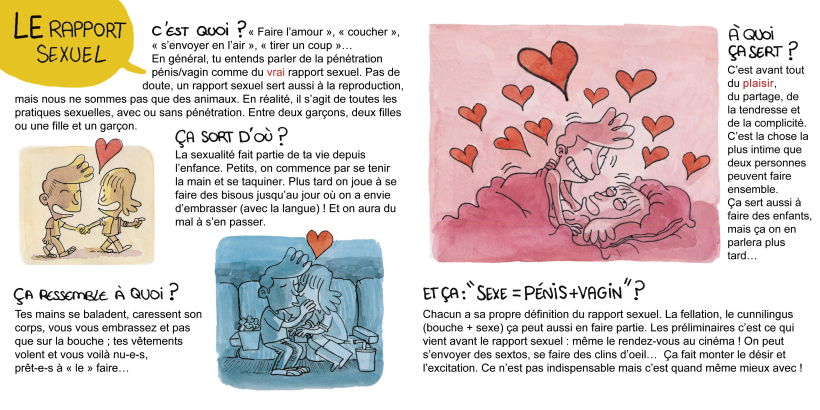 LE RAPPORT
SEXUEL
C'EST QUOI ? « Faire l'amour », « coucher »,
« s'envoyer en l'air », « tirer un coup »…
En général, tu entends parler de la pénétration
pénis/vagin comme du vrai rapport sexuel. Pas de
doute, un rapport sexuel sert aussi à la reproduction,
mais nous ne sommes pas que des animaux. En réalité, il s'agit de toutes les
pratiques sexuelles, avec ou sans pénétration. Entre deux garçons, deux filles
ou une fille et un garçon.
ÇA SORT D'OÙ ?
La sexualité fait partie de ta vie depuis
l'enfance. Petits, on commence par se tenir
la main et se taquiner. Plus tard on joue à se
faire des bisous jusqu'au jour où on a envie
d'embrasser (avec la langue) ! Et on aura du
mal à s'en passer.
ÇA RESSEMBLE À QUOI ?
Tes mains se baladent, caressent son
corps, vous vous embrassez et pas
que sur la bouche ; tes vêtements
volent et vous voilà nu-e-s,
prêt-e-s à « le » faire…
À QUOI
ÇA SERT ?
C'est avant tout
du plaisir,
du partage, de
la tendresse et
de la complicité.
C'est la chose la
plus intime que
deux personnes
peuvent faire
ensemble.
Ça sert aussi à
faire des enfants,
mais ça on en
parlera plus
tard…
ET ÇA : "SEXE = PÉNIS + VAGIN" ?
Chacun a sa propre définition du rapport sexuel. La fellation, le cunnilingus
(bouche + sexe) ça peut aussi en faire partie. Les préliminaires c'est ce qui
vient avant le rapport sexuel : même le rendez-vous au cinéma ! On peut
s'envoyer des sextos, se faire des clins d'oeil… Ça fait monter le désir et
l'excitation. Ce n'est pas indispensable mais c'est quand même mieux avec !